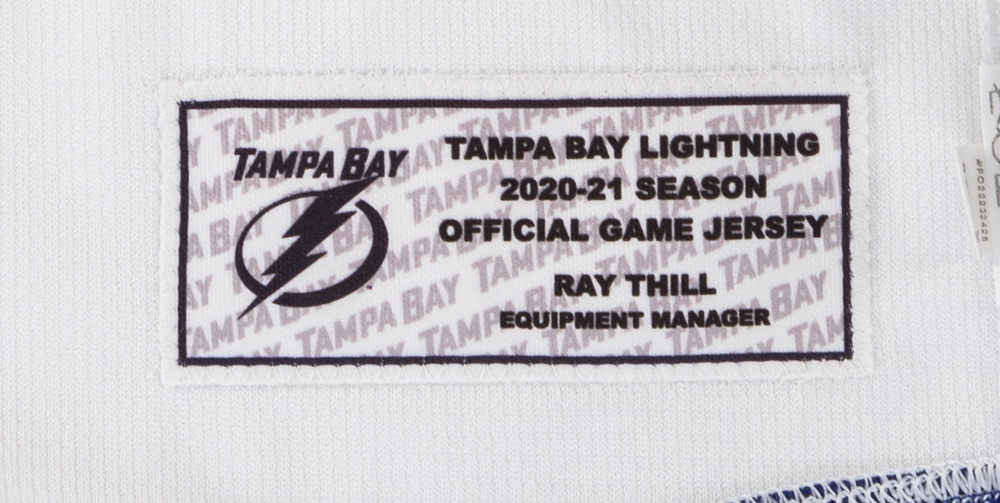 TAMPA BAY
TAMPA BAY LIGHTNING
2020-21 SEASON
OFFICIAL GAME JERSEY
RAY THILL
EQUIPMENT MANAGER